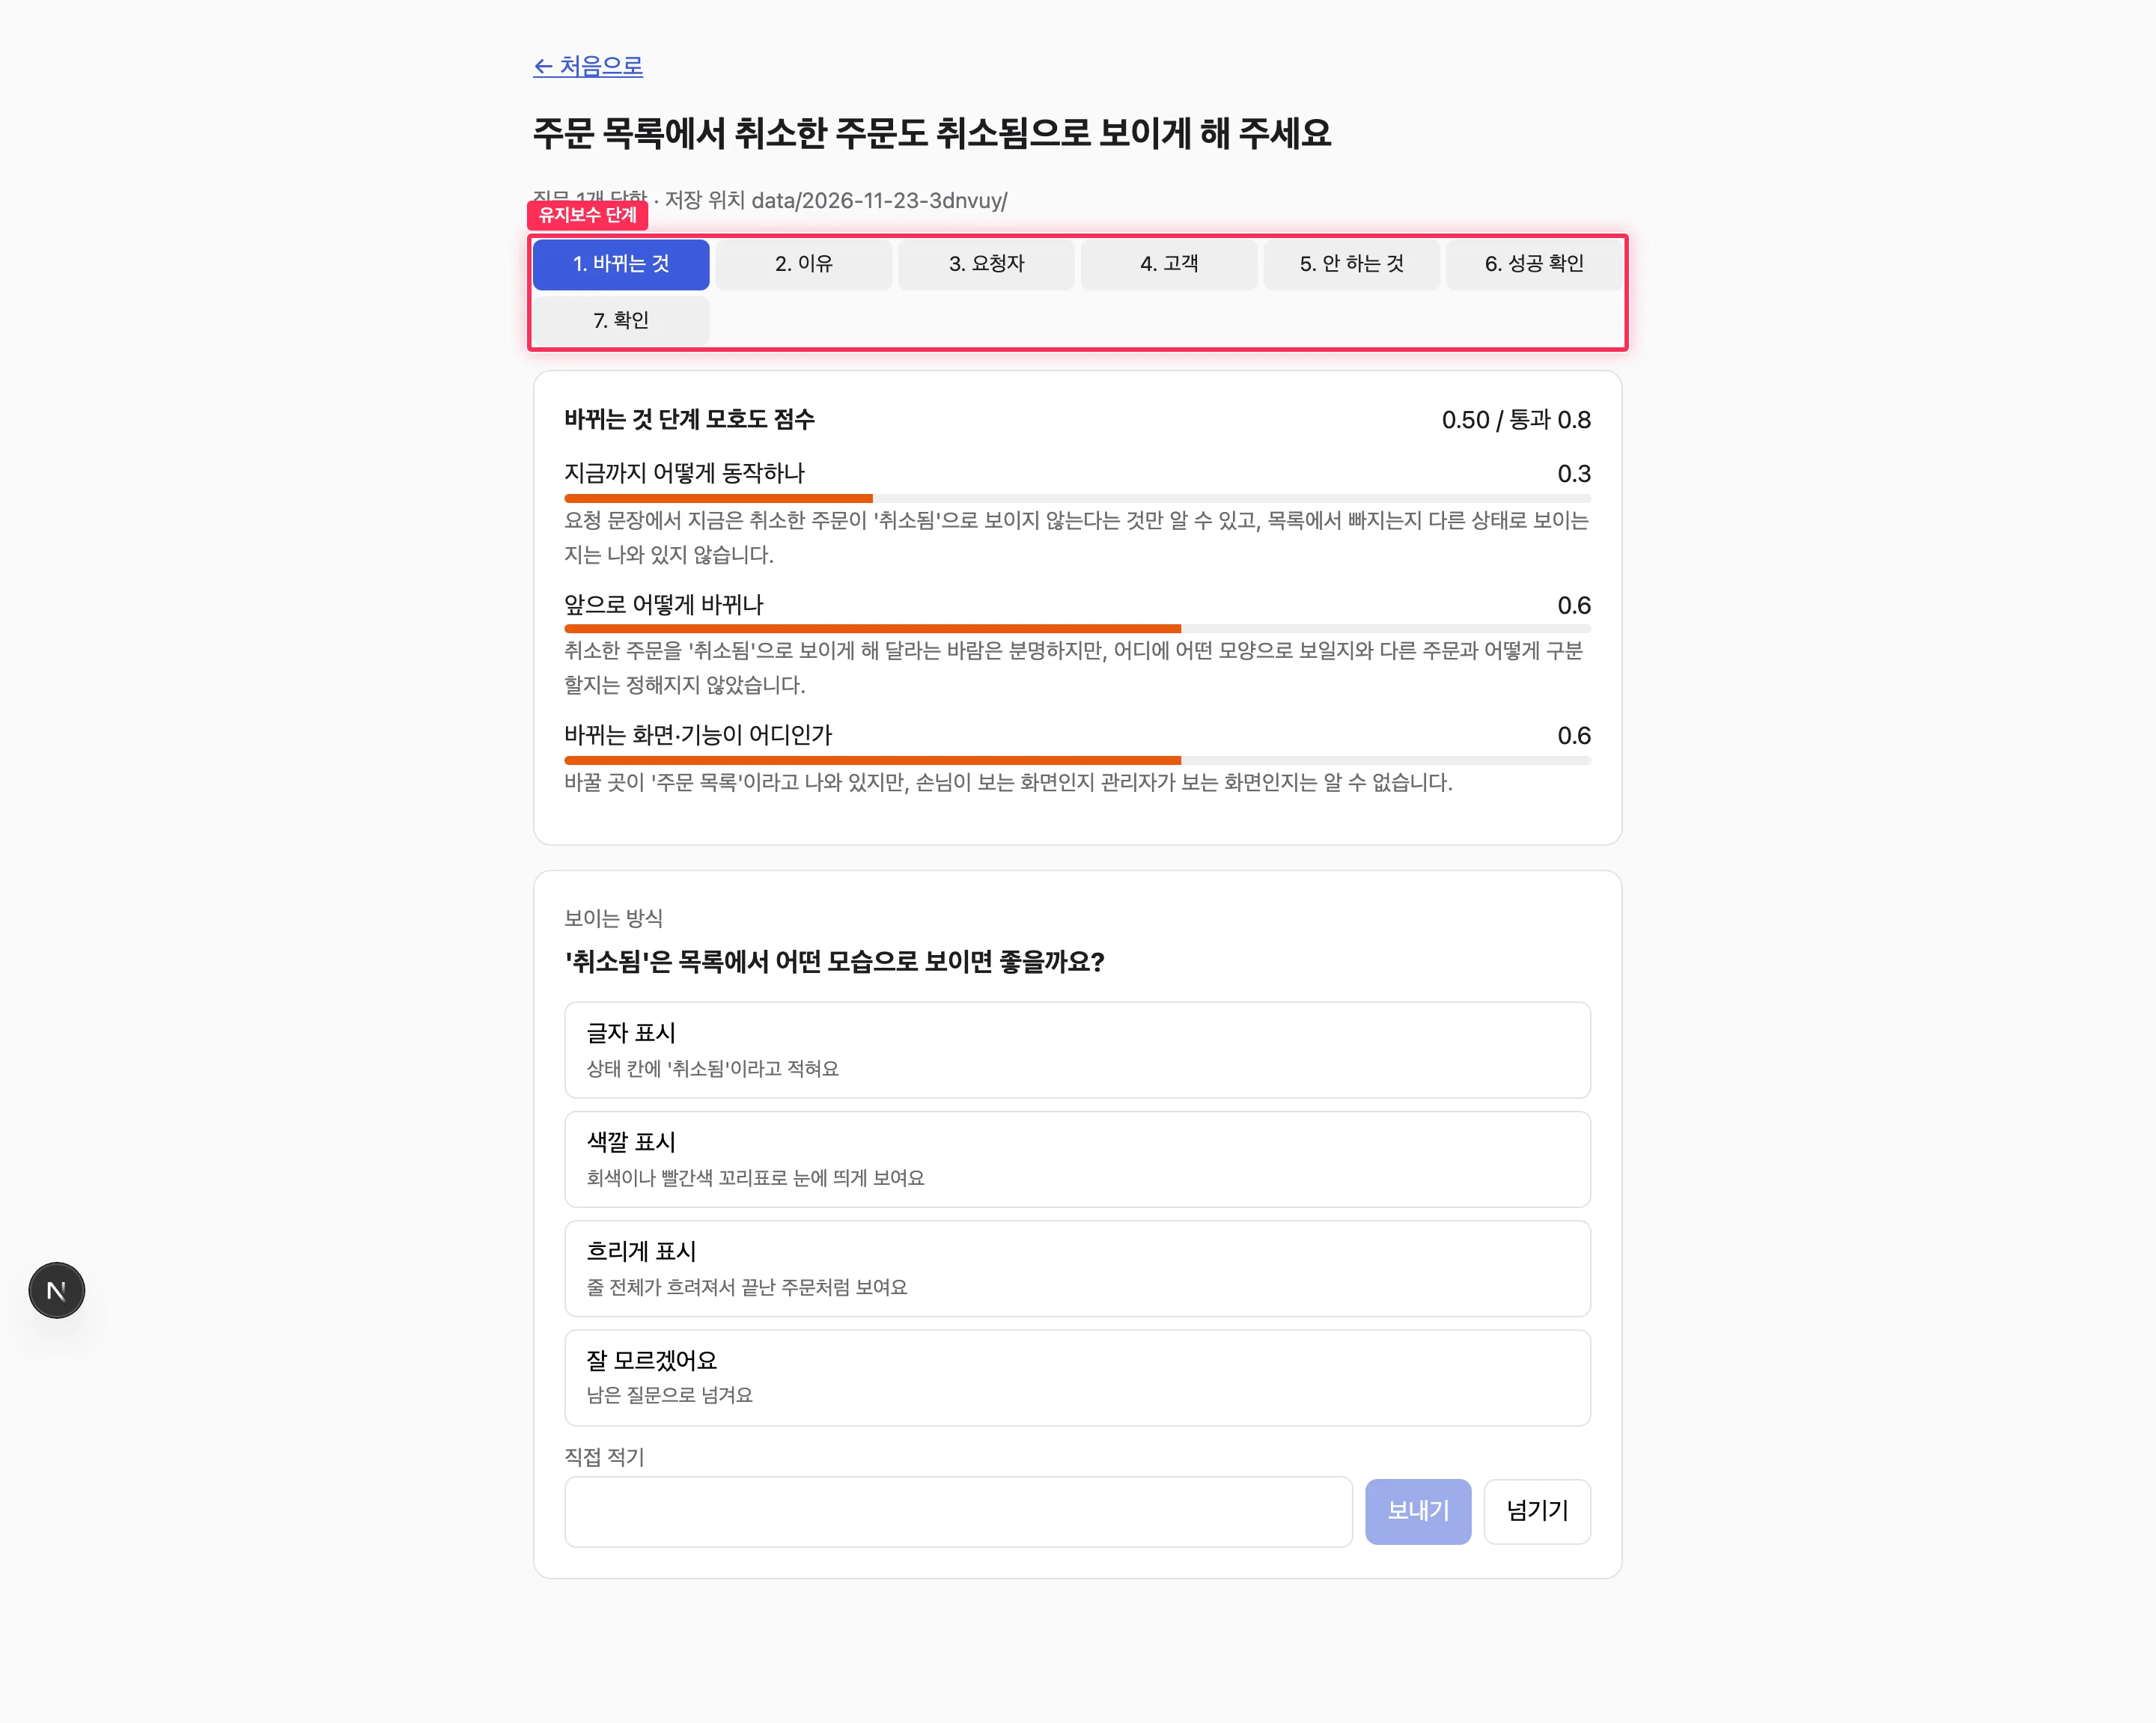 ← 처음으로
주문 목록에서 취소한 주문도 취소됨으로 보이게 해 주세요
· 저장 위치 data/2026-11-23-3dnvuy/
유지보수 단계
1. 바뀌는 것
2. 이유
3. 요청자
4. 고객
5. 안 하는 것
6. 성공 확인
7. 확인
바뀌는 것 단계 모호도 점수
0.50 / 통과 0.8
지금까지 어떻게 동작하나
0.3
요청 문장에서 지금은 취소한 주문이 '취소됨'으로 보이지 않는다는 것만 알 수 있고, 목록에서 빠지는지 다른 상태로 보이는
지는 나와 있지 않습니다.
앞으로 어떻게 바뀌나
0.6
취소한 주문을 '취소됨'으로 보이게 해 달라는 바람은 분명하지만, 어디에 어떤 모양으로 보일지와 다른 주문과 어떻게 구분
할지는 정해지지 않았습니다.
바뀌는 화면·기능이 어디인가
0.6
바꿀 곳이 '주문 목록'이라고 나와 있지만, 손님이 보는 화면인지 관리자가 보는 화면인지는 알 수 없습니다.
보이는 방식
'취소됨'은 목록에서 어떤 모습으로 보이면 좋을까요?
글자 표시
상태 칸에 '취소됨'이라고 적혀요
색깔 표시
회색이나 빨간색 꼬리표로 눈에 띄게 보여요
흐리게 표시
줄 전체가 흐려져서 끝난 주문처럼 보여요
잘 모르겠어요
남은 질문으로 넘겨요
직접 적기
보내기
넘기기
N